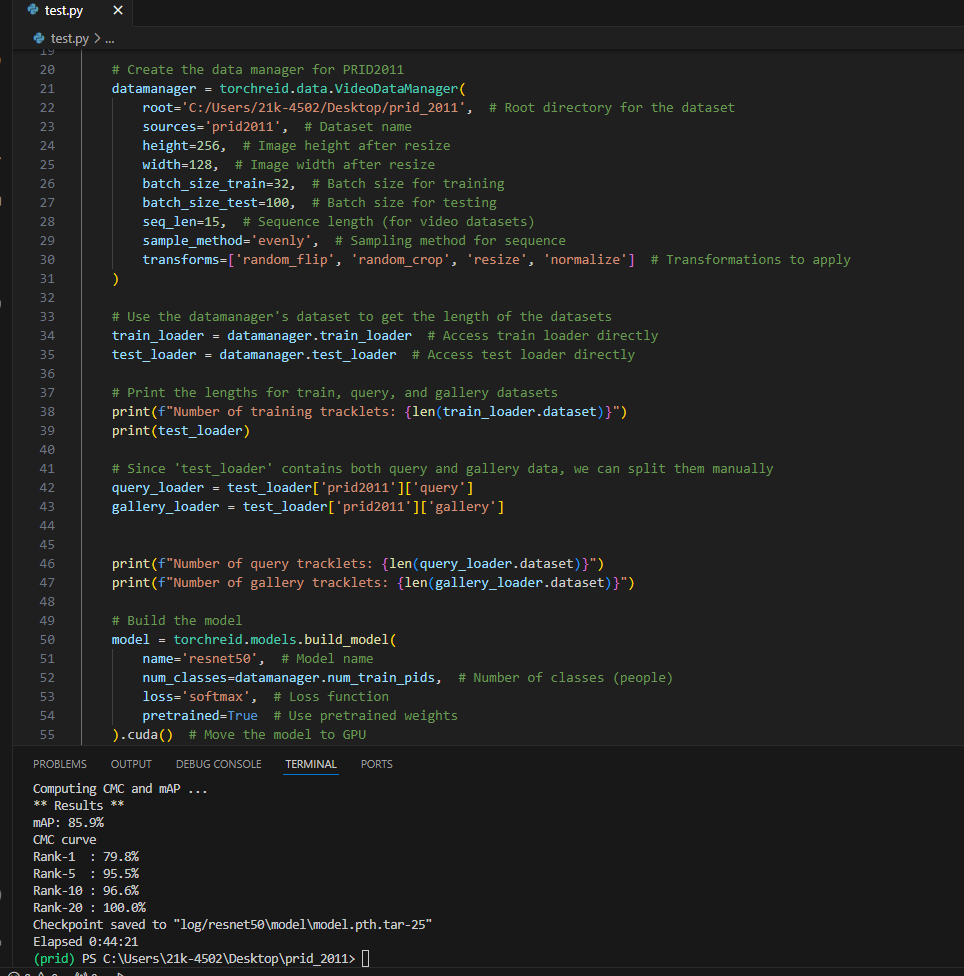 test.py
test.py > ...
19
20 # Create the data manager for PRID2011
21 datamanager = torchreid.data.VideoDataManager(
22 root='C:/Users/21k-4502/Desktop/prid_2011', # Root directory for the dataset
23 sources='prid2011', # Dataset name
24 height=256, # Image height after resize
25 width=128, # Image width after resize
26 batch_size_train=32, # Batch size for training
27 batch_size_test=100, # Batch size for testing
28 seq_len=15, # Sequence length (for video datasets)
29 sample_method='evenly', # Sampling method for sequence
30 transforms=['random_flip', 'random_crop', 'resize', 'normalize'] # Transformations to apply
31 )
32
33 # Use the datamanager's dataset to get the length of the datasets
34 train_loader = datamanager.train_loader # Access train loader directly
35 test_loader = datamanager.test_loader # Access test loader directly
36
37 # Print the lengths for train, query, and gallery datasets
38 print(f"Number of training tracklets: {len(train_loader.dataset)}")
39 print(test_loader)
40
41 # Since 'test_loader' contains both query and gallery data, we can split them manually
42 query_loader = test_loader['prid2011']['query']
43 gallery_loader = test_loader['prid2011']['gallery']
44
45
46 print(f"Number of query tracklets: {len(query_loader.dataset)}")
47 print(f"Number of gallery tracklets: {len(gallery_loader.dataset)}")
48
49 # Build the model
50 model = torchreid.models.build_model(
51 name='resnet50', # Model name
52 num_classes=datamanager.num_train_pids, # Number of classes (people)
53 loss='softmax', # Loss function
54 pretrained=True # Use pretrained weights
55 ).cuda() # Move the model to GPU
PROBLEMS OUTPUT DEBUG CONSOLE TERMINAL PORTS
Computing CMC and mAP ...
** Results **
mAP: 85.9%
CMC curve
Rank-1 : 79.8%
Rank-5 : 95.5%
Rank-10 : 96.6%
Rank-20 : 100.0%
Checkpoint saved to "log/resnet50\model\model.pth.tar-25"
Elapsed 0:44:21
(prid) PS C:\Users\21k-4502\Desktop\prid_2011>